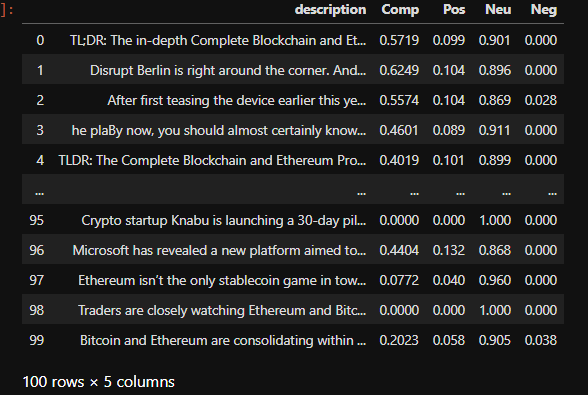 ]:
description Comp Pos Neu Neg
0 TL;DR: The in-depth Complete Blockchain and Et... 0.5719 0.099 0.901 0.000
1 Disrupt Berlin is right around the corner. And... 0.6249 0.104 0.896 0.000
2 After first teasing the device earlier this ye... 0.5574 0.104 0.869 0.028
3 he plaBy now, you should almost certainly know... 0.4601 0.089 0.911 0.000
4 TLDR: The Complete Blockchain and Ethereum Pro... 0.4019 0.101 0.899 0.000
... ... ... ... ... ...
95 Crypto startup Knabu is launching a 30-day pil... 0.0000 0.000 1.000 0.000
96 Microsoft has revealed a new platform aimed to... 0.4404 0.132 0.868 0.000
97 Ethereum isn’t the only stablecoin game in tow... 0.0772 0.040 0.960 0.000
98 Traders are closely watching Ethereum and Bitc... 0.0000 0.000 1.000 0.000
99 Bitcoin and Ethereum are consolidating within ... 0.2023 0.058 0.905 0.038
100 rows × 5 columns